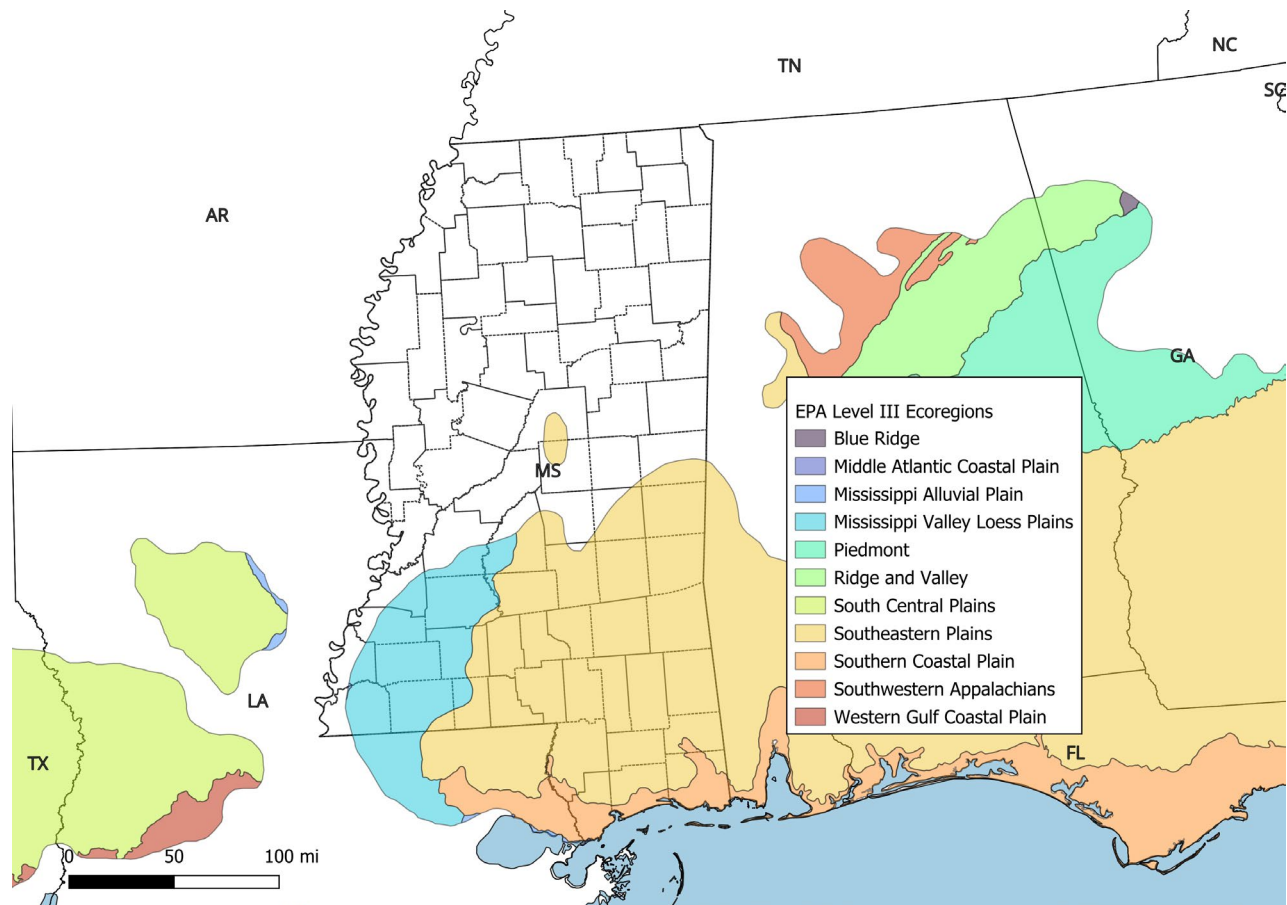 TN
NC
SC
AR
GA
EPA Level III Ecoregions
Blue Ridge
Middle Atlantic Coastal Plain
Mississippi Alluvial Plain
Mississippi Valley Loess Plains
Piedmont
Ridge and Valley
South Central Plains
Southeastern Plains
Southern Coastal Plain
Southwestern Appalachians
Western Gulf Coastal Plain
MS
LA
TX
FL
0 50 100 mi